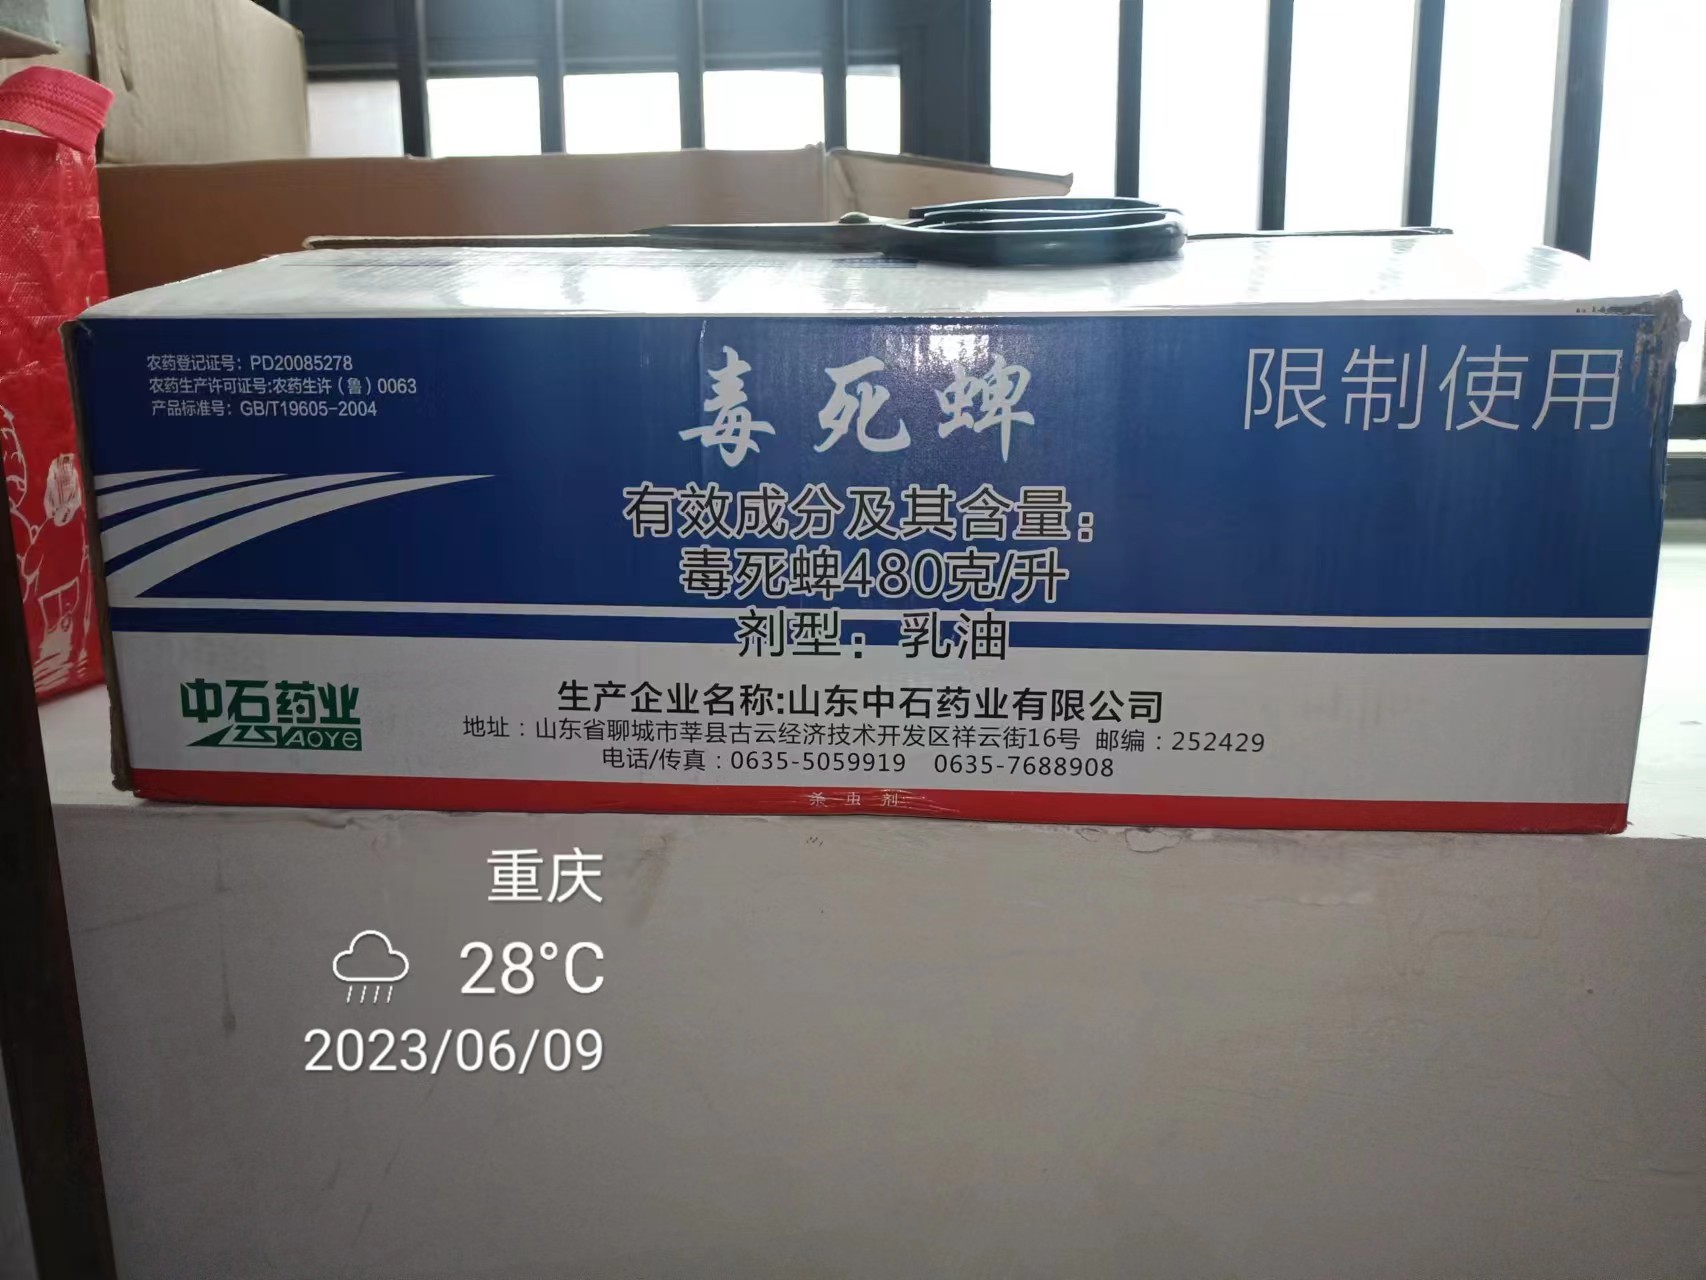 农药登记证号：PD20085278
农药生产许可证号:农药生许（鲁）0063
产品标准号：GB/T19605-2004
毒死蜱
限制使用
有效成分及其含量：
毒死蜱480克/升
剂型：乳油
中石药业
YAOYE
生产企业名称:山东中石药业有限公司
地址：山东省聊城市莘县古云经济技术开发区祥云街16号 邮编：252429
电话/传真：0635-5059919 0635-7688908
杀虫剂
重庆
28°C
2023/06/09